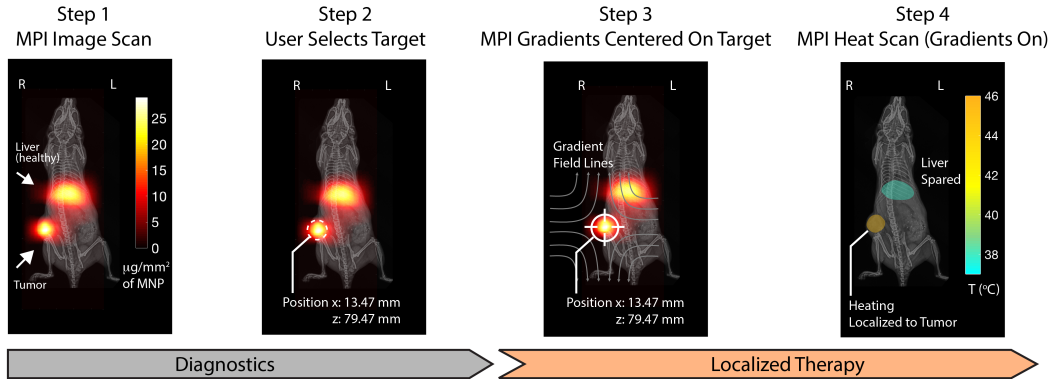 Step 1
MPI Image Scan
R
L
Liver
(healthy)
Tumor
25
20
15
10
5
0
μg/mm²
of MNP
Step 2
User Selects Target
R
L
Position x: 13.47 mm
z: 79.47 mm
Step 3
MPI Gradients Centered On Target
R
L
Gradient
Field Lines
Position x: 13.47 mm
z: 79.47 mm
Step 4
MPI Heat Scan (Gradients On)
R
L
Liver
Spared
46
44
42
40
38
T (°C)
Heating
Localized to Tumor
Diagnostics
Localized Therapy